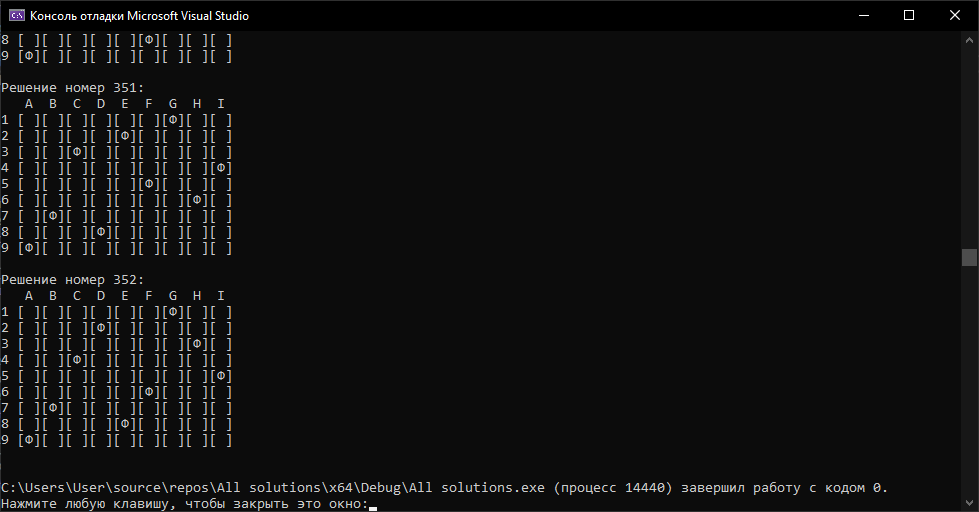 Консоль отладки Microsoft Visual Studio
8 [ ][ ][ ][ ][ ][Ф][ ][ ][ ]
9 [Ф][ ][ ][ ][ ][ ][ ][ ][ ]
Решение номер 351:
A B C D E F G H I
1 [ ][ ][ ][ ][ ][ ][Ф][ ][ ]
2 [ ][ ][ ][ ][Ф][ ][ ][ ][ ]
3 [ ][ ][Ф][ ][ ][ ][ ][ ][ ]
4 [ ][ ][ ][ ][ ][ ][ ][ ][Ф]
5 [ ][ ][ ][ ][ ][Ф][ ][ ][ ]
6 [ ][ ][ ][ ][ ][ ][ ][Ф][ ]
7 [ ][Ф][ ][ ][ ][ ][ ][ ][ ]
8 [ ][ ][ ][Ф][ ][ ][ ][ ][ ]
9 [Ф][ ][ ][ ][ ][ ][ ][ ][ ]
Решение номер 352:
A B C D E F G H I
1 [ ][ ][ ][ ][ ][ ][Ф][ ][ ]
2 [ ][ ][ ][Ф][ ][ ][ ][ ][ ]
3 [ ][ ][ ][ ][ ][ ][ ][Ф][ ]
4 [ ][ ][Ф][ ][ ][ ][ ][ ][ ]
5 [ ][ ][ ][ ][ ][ ][ ][ ][Ф]
6 [ ][ ][ ][ ][ ][Ф][ ][ ][ ]
7 [ ][Ф][ ][ ][ ][ ][ ][ ][ ]
8 [ ][ ][ ][ ][Ф][ ][ ][ ][ ]
9 [Ф][ ][ ][ ][ ][ ][ ][ ][ ]
C:\Users\User\source\repos\All solutions\x64\Debug\All solutions.exe (процесс 14440) завершил работу с кодом 0.
Нажмите любую клавишу, чтобы закрыть это окно: